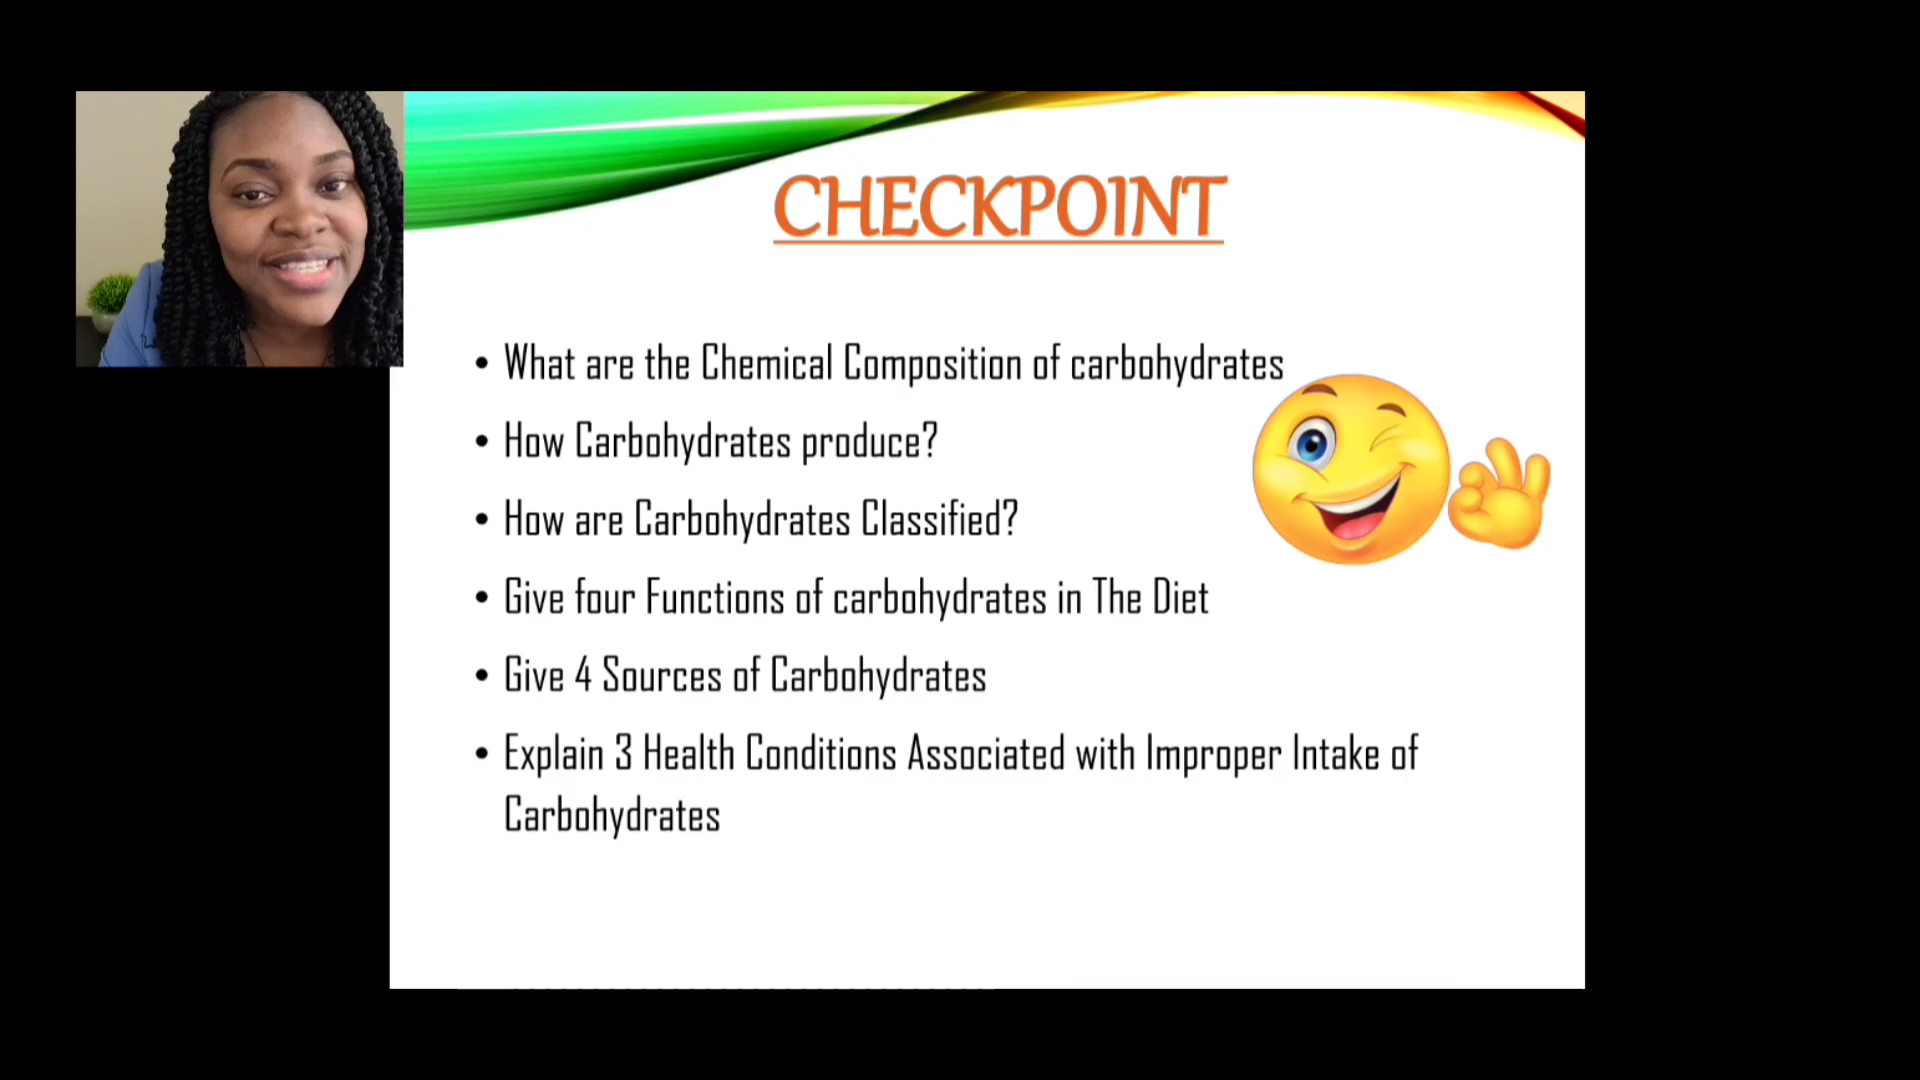 CHECKPOINT
• What are the Chemical Composition of carbohydrates
• How Carbohydrates produce?
• How are Carbohydrates Classified?
• Give four Functions of carbohydrates in The Diet
• Give 4 Sources of Carbohydrates
• Explain 3 Health Conditions Associated with Improper Intake of
Carbohydrates